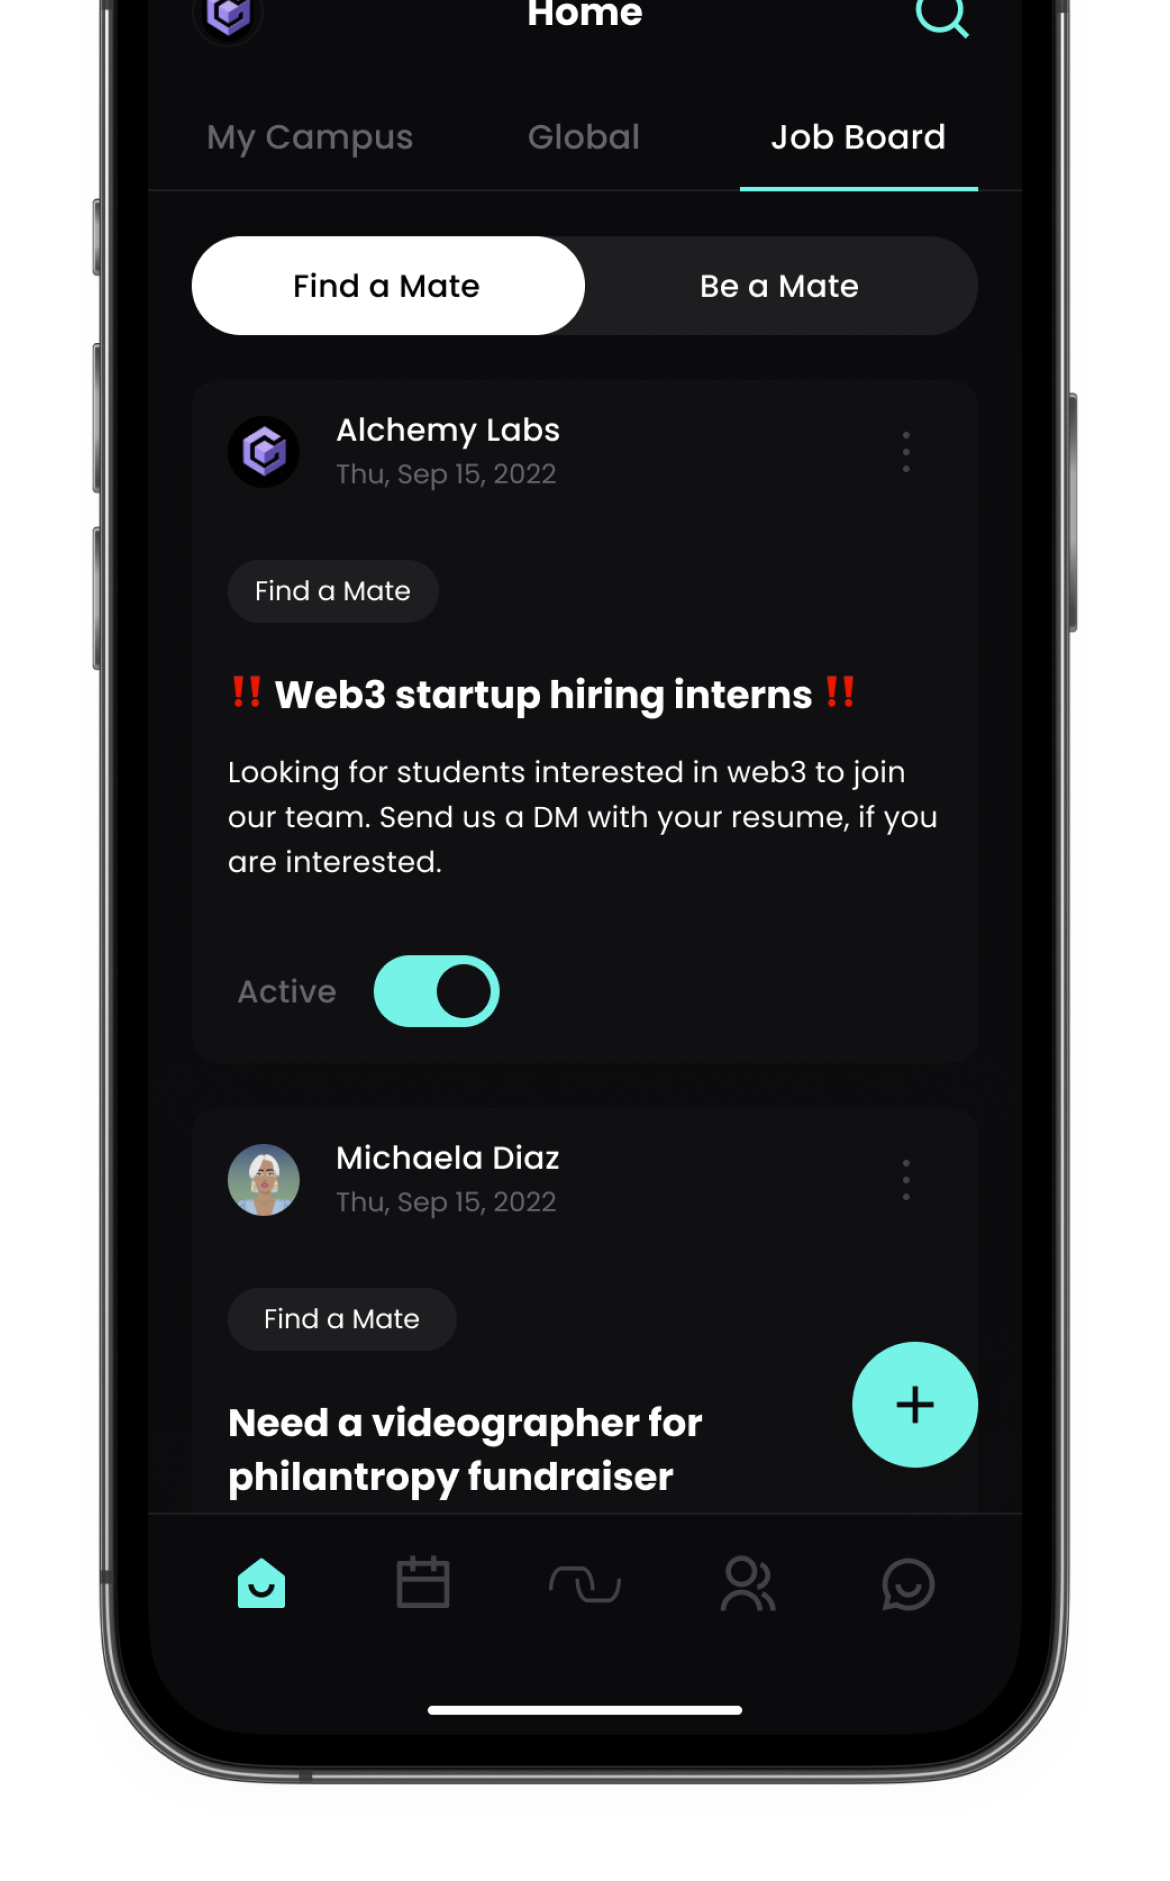 Home
My Campus Global Job Board
Find a Mate Be a Mate
Alchemy Labs
Thu, Sep 15, 2022
Find a Mate
‼️ Web3 startup hiring interns ‼️
Looking for students interested in web3 to join
our team. Send us a DM with your resume, if you
are interested.
Active
Michaela Diaz
Thu, Sep 15, 2022
Find a Mate
Need a videographer for
philantropy fundraiser